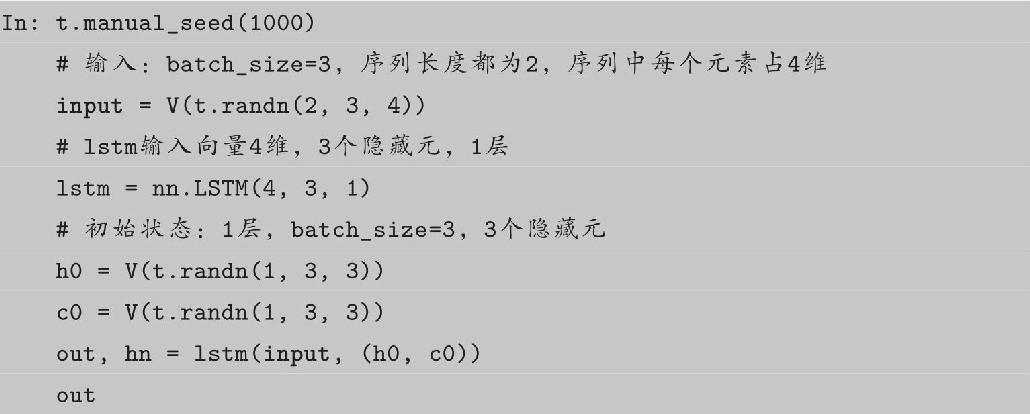 In: t.manual_seed(1000)
# 输入：batch_size=3，序列长度都为2，序列中每个元素占4维
input = V(t.randn(2, 3, 4))
# lstm输入向量4维，3个隐藏元，1层
lstm = nn.LSTM(4, 3, 1)
# 初始状态：1层，batch_size=3，3个隐藏元
h0 = V(t.randn(1, 3, 3))
c0 = V(t.randn(1, 3, 3))
out, hn = lstm(input, (h0, c0))
out